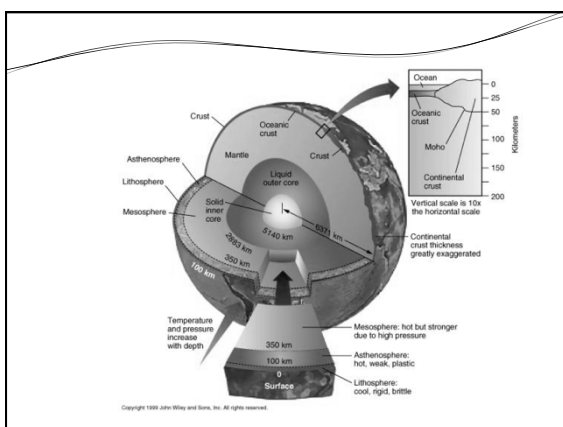 Ocean
Oceanic
crust
Moho
Continental
crust
0
25
50
100
150
200
Kilometers
Vertical scale is 10x
the horizontal scale
Crust
Oceanic
crust
Crust
Mantle
Asthenosphere
Lithosphere
Mesosphere
Liquid
outer core
Solid
inner
core
6371 km
5140 km
2883 km
350 km
100 km
Continental
crust thickness
greatly exaggerated
Temperature
and pressure
increase
with depth
Mesosphere: hot but stronger
due to high pressure
350 km
Asthenosphere:
hot, weak, plastic
100 km
0
Surface
Lithosphere:
cool, rigid, brittle
Copyright 1999 John Wiley and Sons, Inc. All rights reserved.